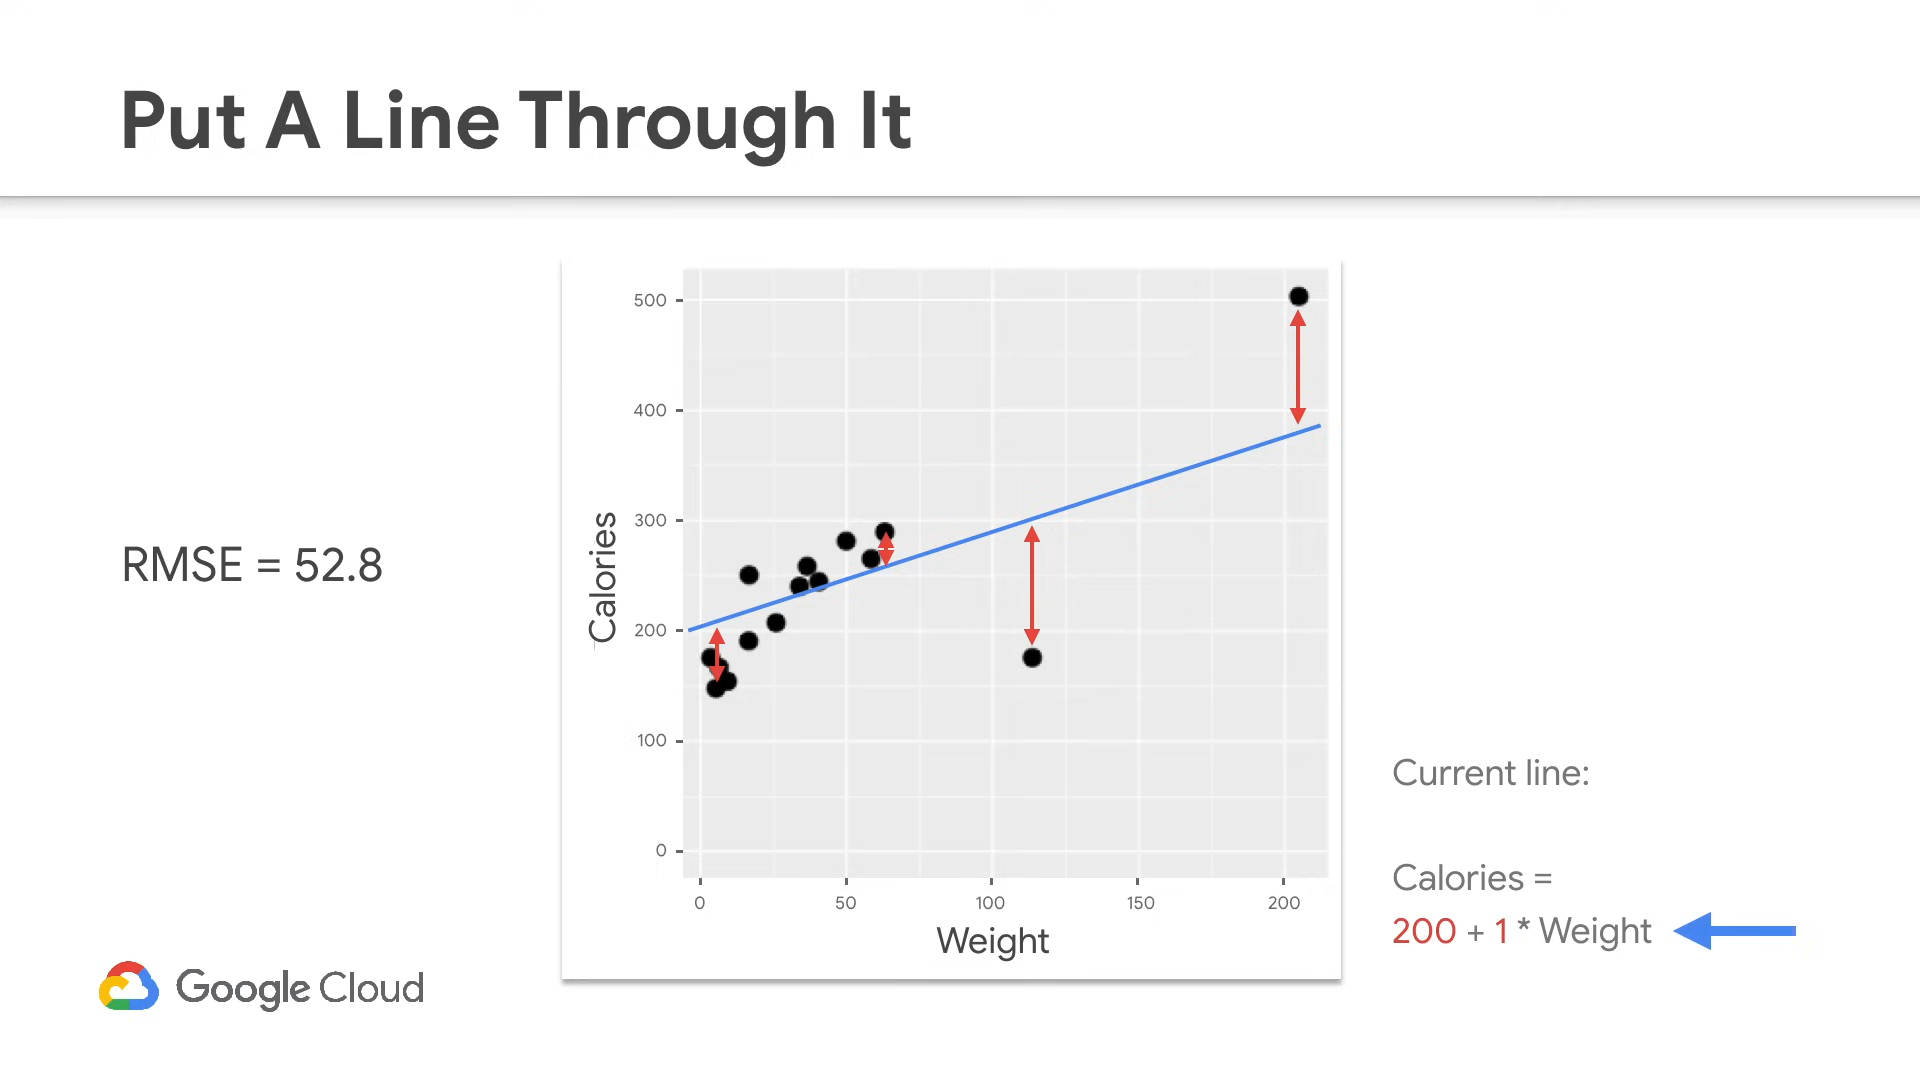 Put A Line Through It
RMSE = 52.8
500
400
300
200
100
0
Calories
0 50 100 150 200
Weight
Current line:
Calories =
200 + 1 * Weight
Google Cloud